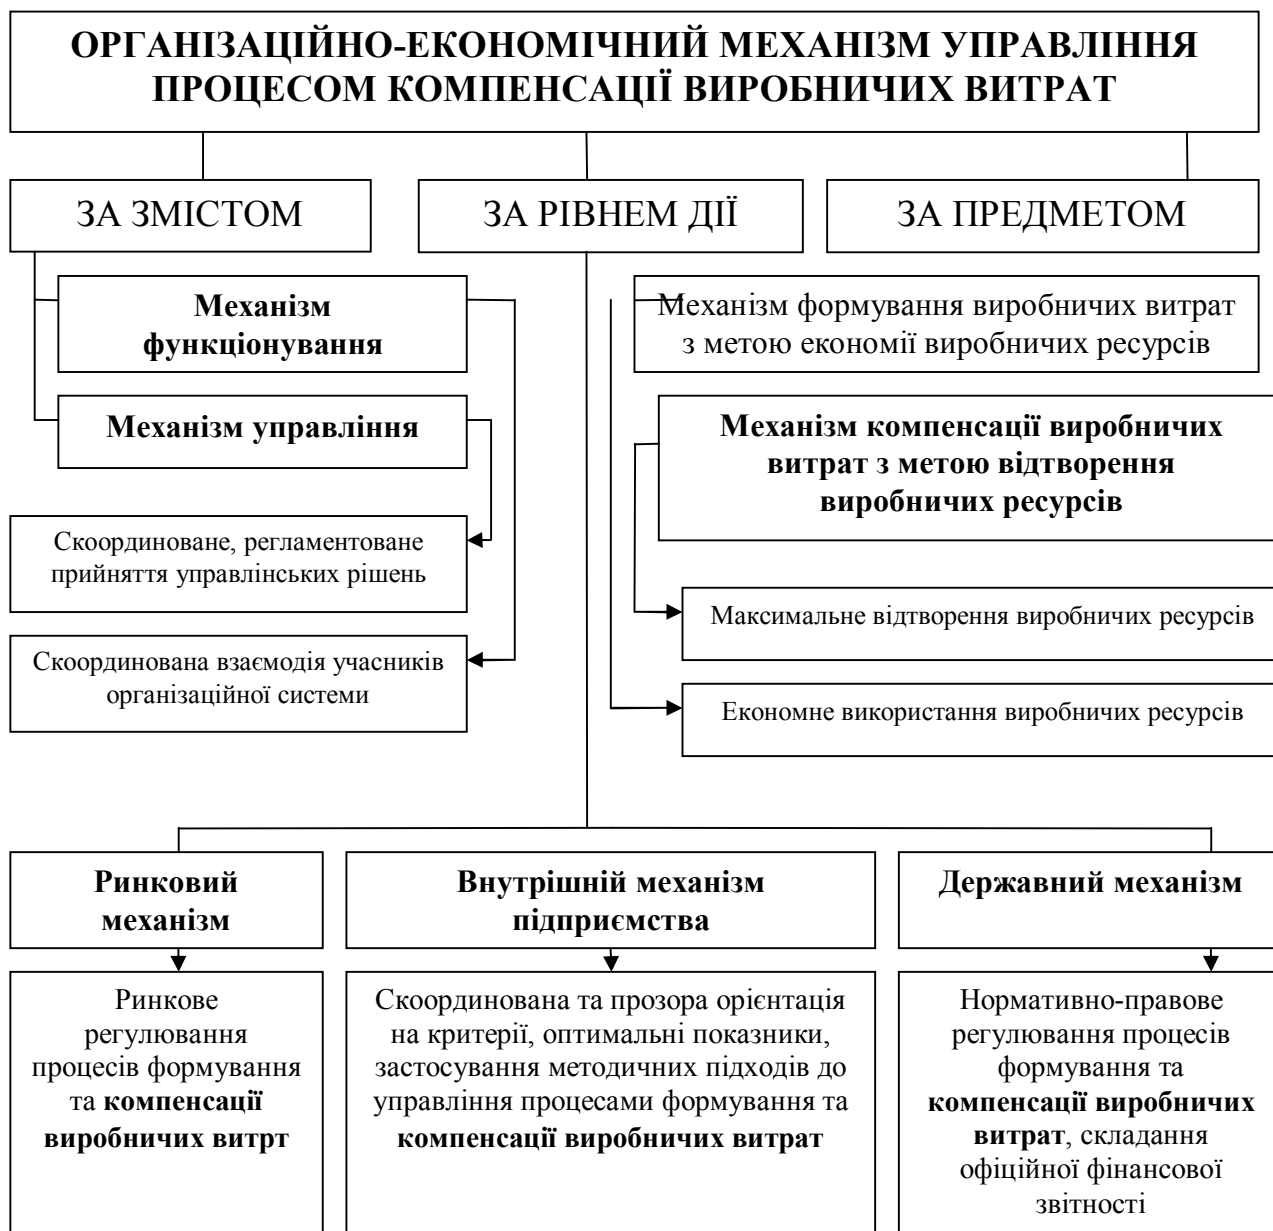 ОРГАНІЗАЦІЙНО-ЕКОНОМІЧНИЙ МЕХАНІЗМ УПРАВЛІННЯ
ПРОЦЕСОМ КОМПЕНСАЦІЇ ВИРОБНИЧИХ ВИТРАТ
ЗА ЗМІСТОМ
ЗА РІВНЕМ ДІЇ
ЗА ПРЕДМЕТОМ
Механізм
функціонування
Механізм управління
Скоординоване, регламентоване
прийняття управлінських рішень
Скоординована взаємодія учасників
організаційної системи
Механізм формування виробничих витрат
з метою економії виробничих ресурсів
Механізм компенсації виробничих
витрат з метою відтворення
виробничих ресурсів
Максимальне відтворення виробничих ресурсів
Економне використання виробничих ресурсів
Ринковий
механізм
Внутрішній механізм
підприємства
Державний механізм
Ринкове
регулювання
процесів формування
та компенсації
виробничих витрт
Скоординована та прозора орієнтація
на критерії, оптимальні показники,
застосування методичних підходів до
управління процесами формування та
компенсації виробничих витрат
Нормативно-правове
регулювання процесів
формування та
компенсації виробничих
витрат, складання
офіційної фінансової
звітності